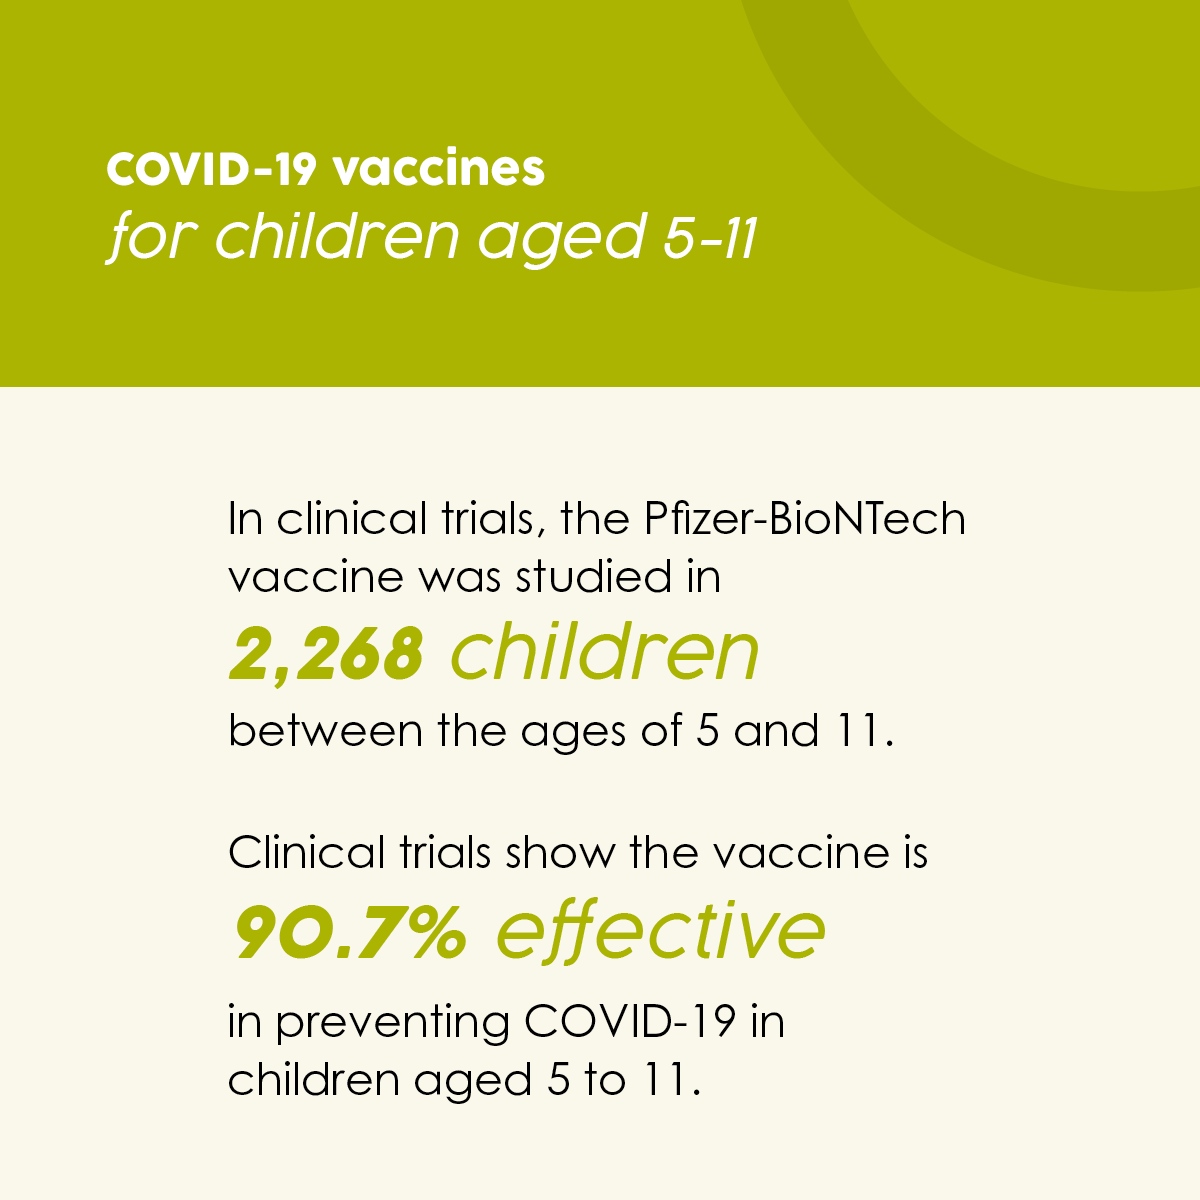 COVID-19 vaccines
for children aged 5-11
In clinical trials, the Pfizer-BioNTech
vaccine was studied in
2,268 children
between the ages of 5 and 11.
Clinical trials show the vaccine is
90.7% effective
in preventing COVID-19 in
children aged 5 to 11.